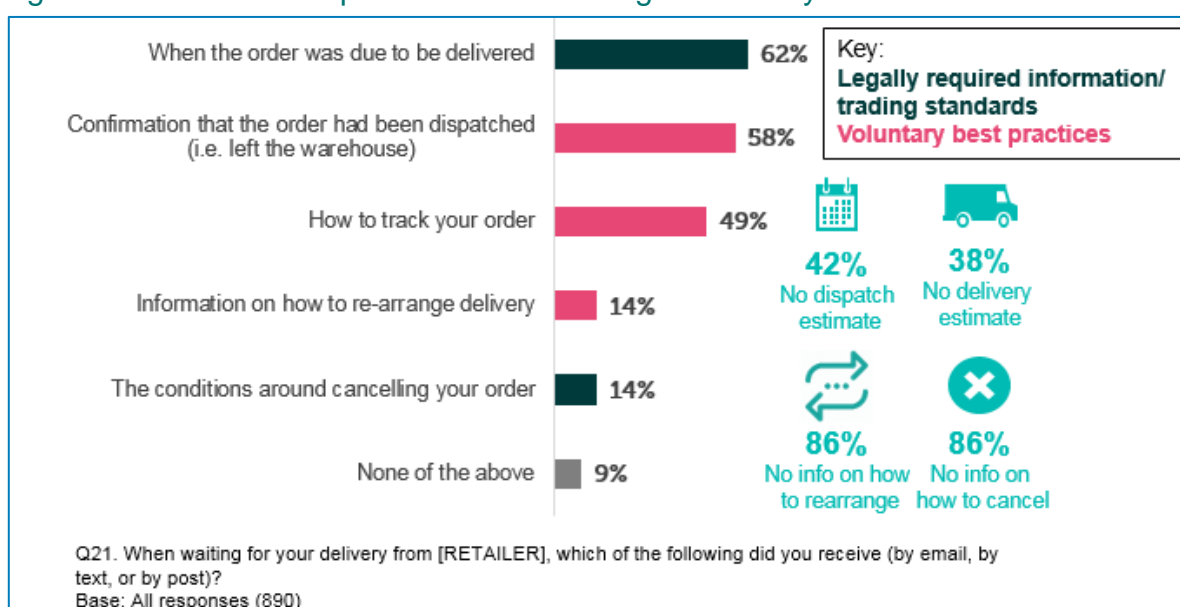 When the order was due to be delivered
62%
Confirmation that the order had been dispatched
(i.e. left the warehouse)
58%
How to track your order
49%
Information on how to re-arrange delivery
14%
The conditions around cancelling your order
14%
None of the above
9%
Key:
Legally required information/
trading standards
Voluntary best practices
42%
No dispatch
estimate
38%
No delivery
estimate
86%
No info on how
to rearrange
86%
No info on
how to cancel
Q21. When waiting for your delivery from [RETAILER], which of the following did you receive (by email, by
text, or by post)?
Base: All responses (890)